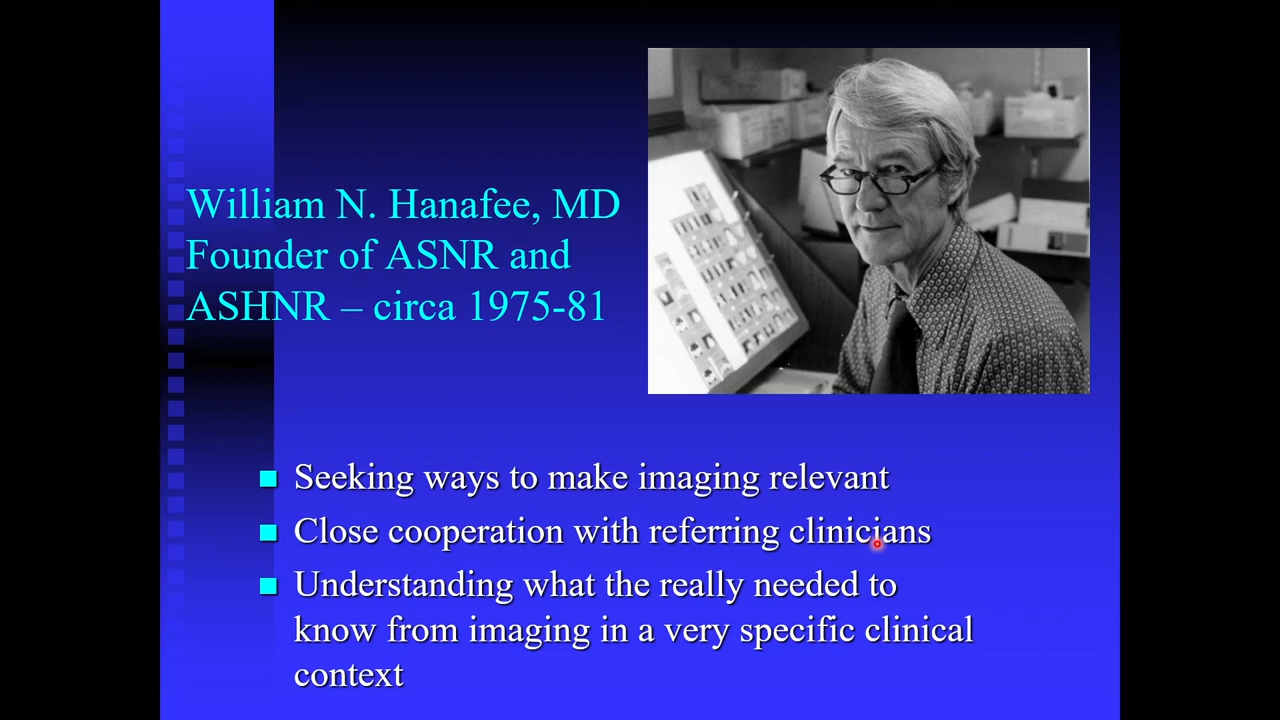 William N. Hanafee, MD
Founder of ASNR and
ASHNR – circa 1975-81
Seeking ways to make imaging relevant
Close cooperation with referring clinicians
Understanding what the really needed to
know from imaging in a very specific clinical
context